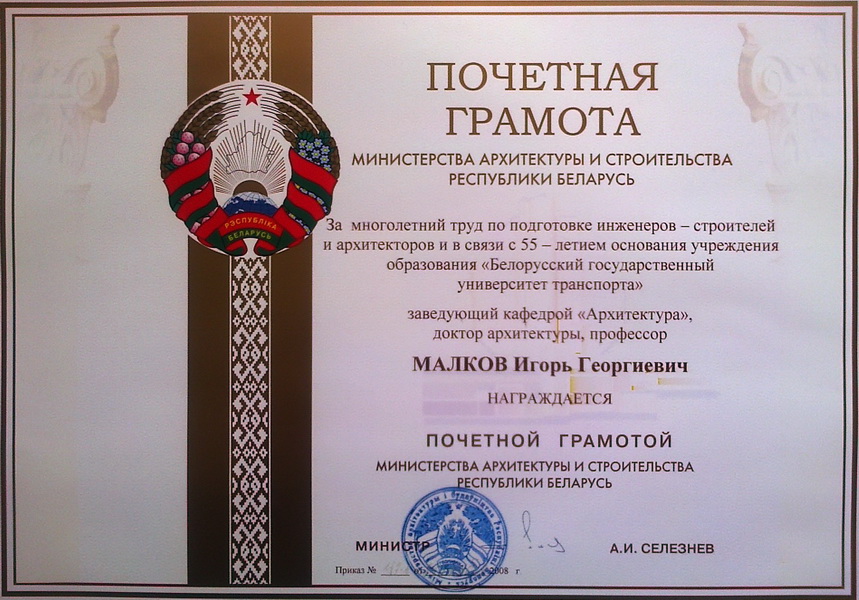 ПОЧЕТНАЯ
ГРАМОТА
МИНИСТЕРСТВА АРХИТЕКТУРЫ И СТРОИТЕЛЬСТВА
РЕСПУБЛИКИ БЕЛАРУСЬ
РЭСПУБЛІКА
БЕЛАРУСЬ
За многолетний труд по подготовке инженеров – строителей
и архитекторов и в связи с 55 – летием основания учреждения
образования «Белорусский государственный
университет транспорта»
заведующий кафедрой «Архитектура»,
доктор архитектуры, профессор
МАЛКОВ Игорь Георгиевич
НАГРАЖДАЕТСЯ
ПОЧЕТНОЙ ГРАМОТОЙ
МИНИСТЕРСТВА АРХИТЕКТУРЫ И СТРОИТЕЛЬСТВА
РЕСПУБЛИКИ БЕЛАРУСЬ
МИНИСТР А.И. СЕЛЕЗНЕВ
Приказ № 2008 г